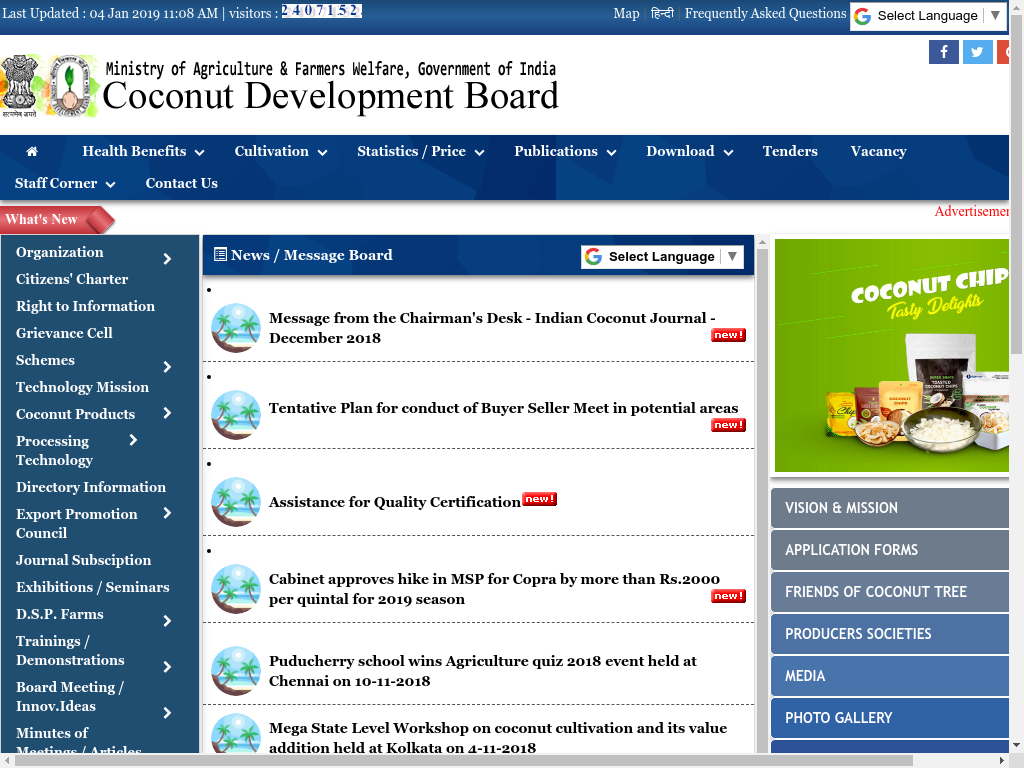 Last Updated : 04 Jan 2019 11:08 AM | visitors : 2407152
Map | हिन्दी | Frequently Asked Questions
Select Language ▼
सत्यमेव जयते
Ministry of Agriculture & Farmers Welfare, Government of India
Coconut Development Board
Health Benefits
Cultivation
Statistics / Price
Publications
Download
Tenders
Vacancy
Staff Corner
Contact Us
What's New
Advertisemen
Organization
Citizens' Charter
Right to Information
Grievance Cell
Schemes
Technology Mission
Coconut Products
Processing
Technology
Directory Information
Export Promotion
Council
Journal Subsciption
Exhibitions / Seminars
D.S.P. Farms
Trainings /
Demonstrations
Board Meeting /
Innov.Ideas
Minutes of
Meetings / Articles
News / Message Board
Select Language ▼
Message from the Chairman's Desk - Indian Coconut Journal -
December 2018
new!
Tentative Plan for conduct of Buyer Seller Meet in potential areas
new!
Assistance for Quality Certification new!
Cabinet approves hike in MSP for Copra by more than Rs.2000
per quintal for 2019 season
new!
Puducherry school wins Agriculture quiz 2018 event held at
Chennai on 10-11-2018
Mega State Level Workshop on coconut cultivation and its value
addition held at Kolkata on 4-11-2018
COCONUT CHIP
Tasty Delights
VISION & MISSION
APPLICATION FORMS
FRIENDS OF COCONUT TREE
PRODUCERS SOCIETIES
MEDIA
PHOTO GALLERY